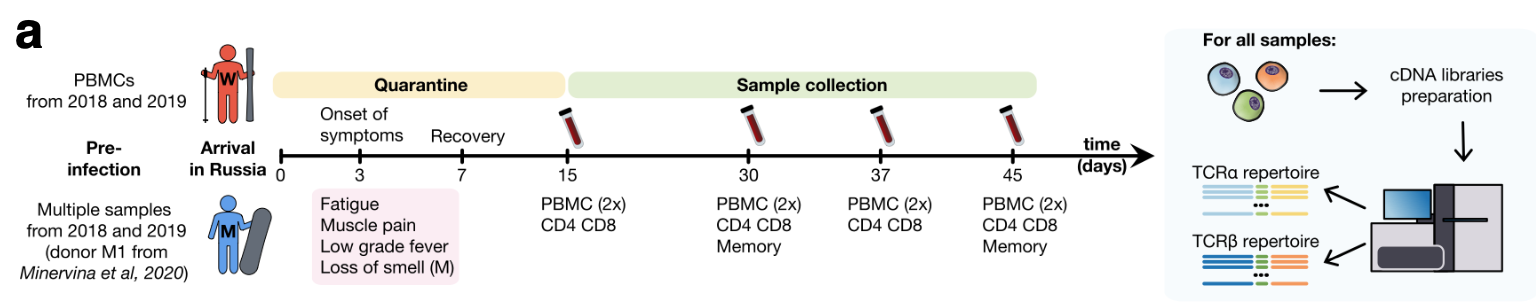 a
PBMCs
from 2018 and 2019
W
Pre-
infection
Arrival
in Russia
Multiple samples
from 2018 and 2019
(donor M1 from
Minervina et al, 2020)
M
Quarantine
Sample collection
Onset of
symptoms
Recovery
time
(days)
0
3
7
15
30
37
45
Fatigue
Muscle pain
Low grade fever
Loss of smell (M)
PBMC (2x)
CD4 CD8
PBMC (2x)
CD4 CD8
Memory
PBMC (2x)
CD4 CD8
PBMC (2x)
CD4 CD8
Memory
For all samples:
cDNA libraries
preparation
TCRα repertoire
TCRβ repertoire